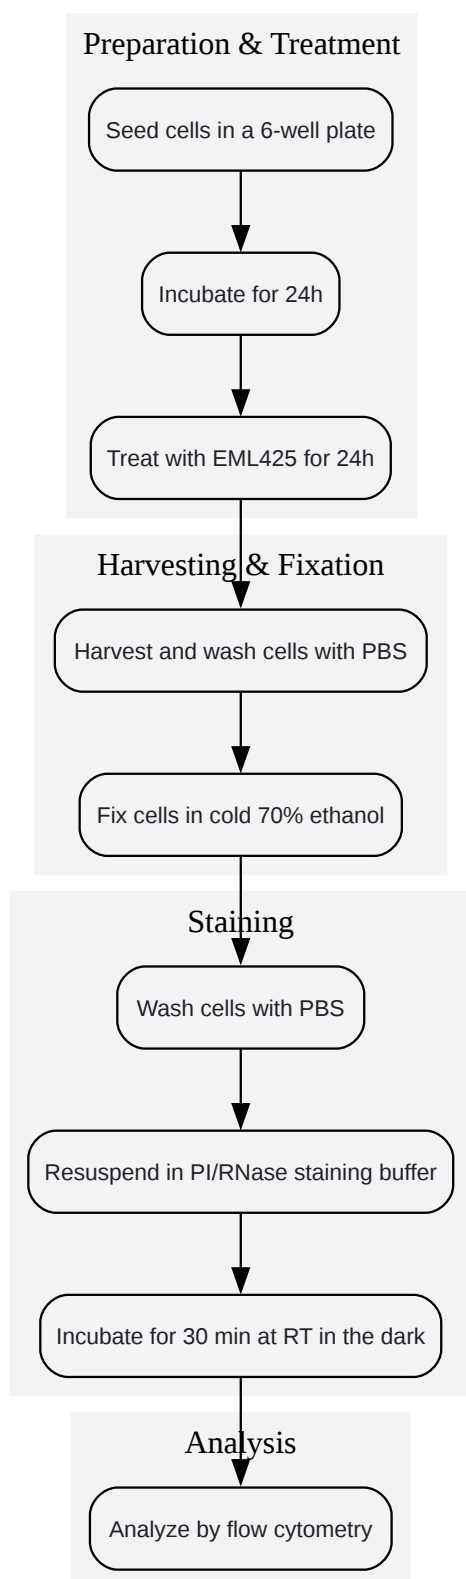 Preparation & Treatment
Seed cells in a 6-well plate
Incubate for 24h
Treat with EML425 for 24h
Harvesting & Fixation
Harvest and wash cells with PBS
Fix cells in cold 70% ethanol
Staining
Wash cells with PBS
Resuspend in PI/RNase staining buffer
Incubate for 30 min at RT in the dark
Analysis
Analyze by flow cytometry